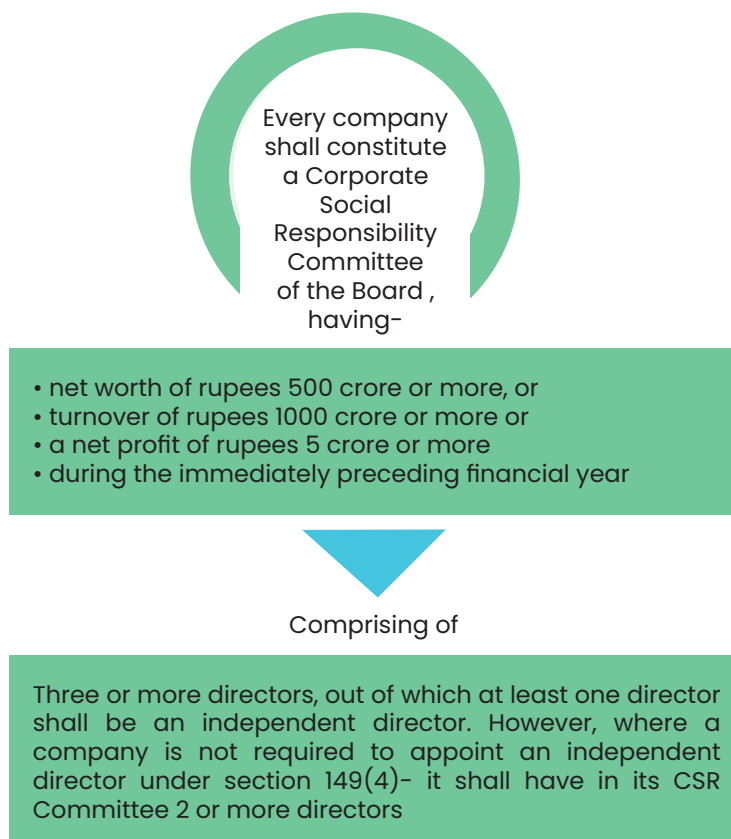 Every company
shall constitute
a Corporate
Social
Responsibility
Committee
of the Board ,
having-
• net worth of rupees 500 crore or more, or
• turnover of rupees 1000 crore or more or
• a net profit of rupees 5 crore or more
• during the immediately preceding financial year
Comprising of
Three or more directors, out of which at least one director
shall be an independent director. However, where a
company is not required to appoint an independent
director under section 149(4)- it shall have in its CSR
Committee 2 or more directors